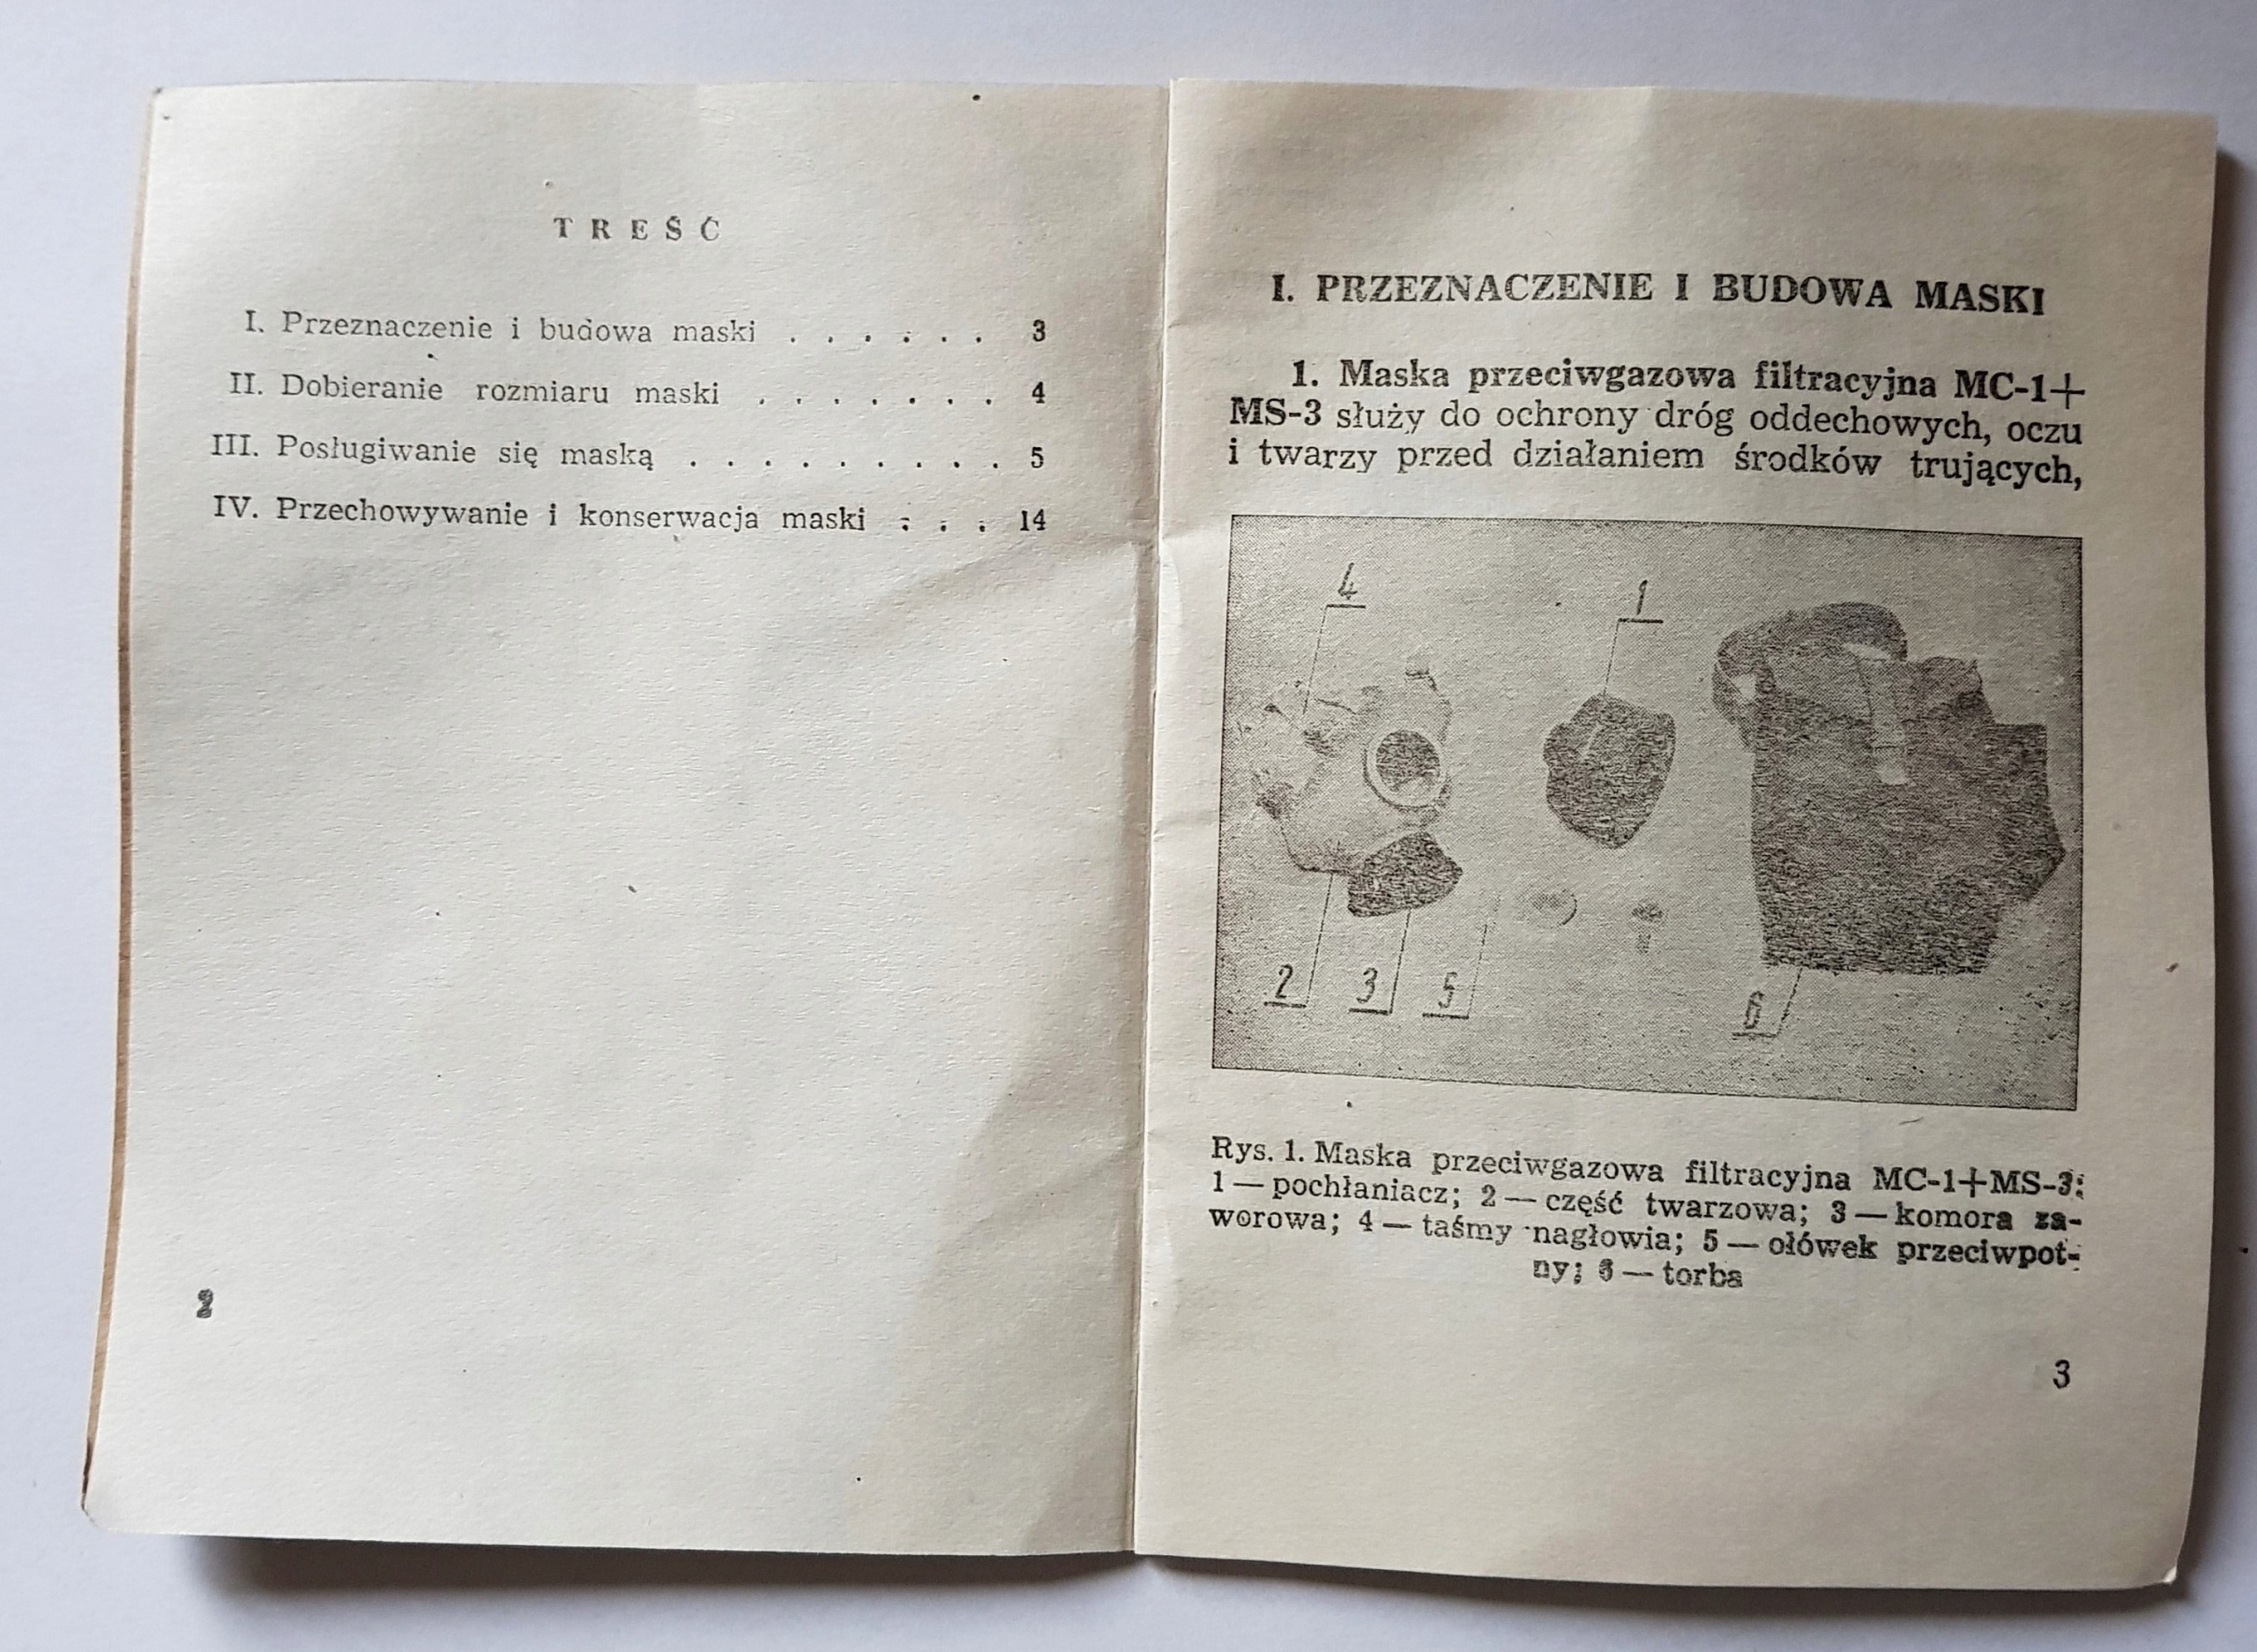 TREŚĆ
I. Przeznaczenie i budowa maski . . . . . . 3
II. Dobieranie rozmiaru maski . . . . . . . 4
III. Posługiwanie się maską . . . . . . . . . 5
IV. Przechowywanie i konserwacja maski . . . 14
2
I. PRZEZNACZENIE I BUDOWA MASKI
1. Maska przeciwgazowa filtracyjna MC-1+
MS-3 służy do ochrony dróg oddechowych, oczu
i twarzy przed działaniem środków trujących,
4
1
2
3
5
6
Rys. 1. Maska przeciwgazowa filtracyjna MC-1+MS-3:
1 — pochłaniacz; 2 — część twarzowa; 3 — komora za-
worowa; 4 — taśmy nagłowia; 5 — ołówek przeciwpot-
ny; 6 — torba
3